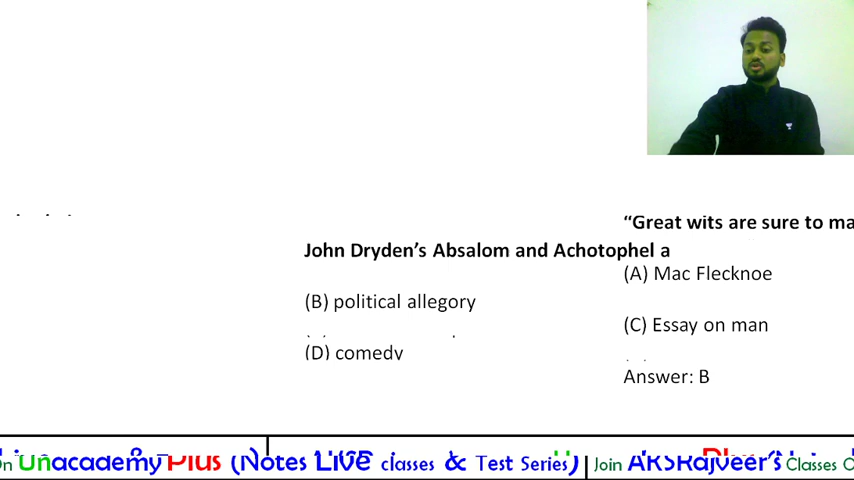 “Great wits are sure to ma
John Dryden’s Absalom and Achotophel a
(A) Mac Flecknoe
(B) political allegory
(C) Essay on man
(D) comedy
Answer: B
on Unacademy Plus (Notes LIVE classes & Test Series) | Join AKSRajveer's Classes O